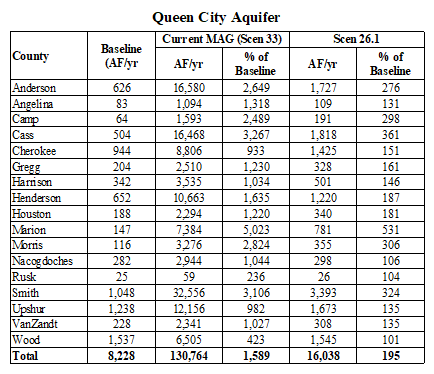 Queen City Aquifer
County Baseline (AF/yr Current MAG (Scen 33) Scen 26.1
AF/yr % of Baseline AF/yr % of Baseline
Anderson 626 16,580 2,649 1,727 276
Angelina 83 1,094 1,318 109 131
Camp 64 1,593 2,489 191 298
Cass 504 16,468 3,267 1,818 361
Cherokee 944 8,806 933 1,425 151
Gregg 204 2,510 1,230 328 161
Harrison 342 3,535 1,034 501 146
Henderson 652 10,663 1,635 1,220 187
Houston 188 2,294 1,220 340 181
Marion 147 7,384 5,023 781 531
Morris 116 3,276 2,824 355 306
Nacogdoches 282 2,944 1,044 298 106
Rusk 25 59 236 26 104
Smith 1,048 32,556 3,106 3,393 324
Upshur 1,238 12,156 982 1,673 135
VanZandt 228 2,341 1,027 308 135
Wood 1,537 6,505 423 1,545 101
Total 8,228 130,764 1,589 16,038 195